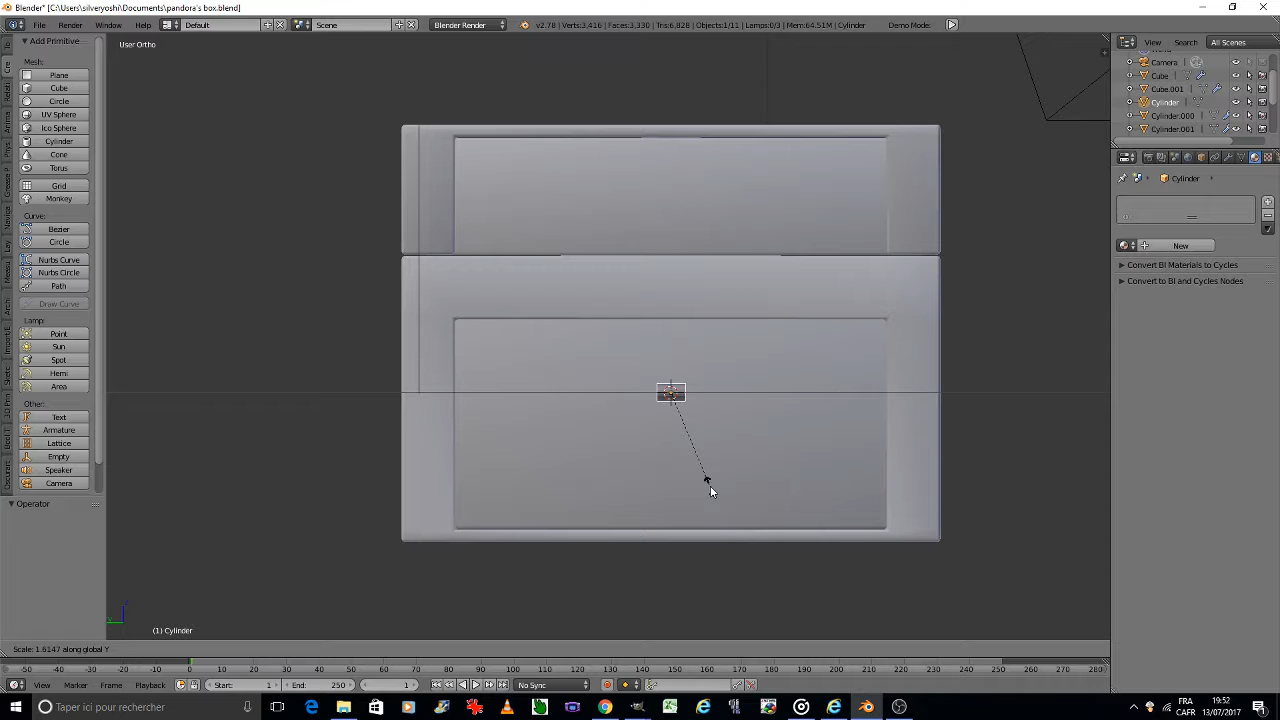 Blender* [C:\Users\silveryoshi\Documents\pandora's box.blend]
File Render Window Help Default Scene Blender Render v2.78 | Verts:3,416 | Faces:3,330 | Tris:6,828 | Objects:1/11 | Lamps:0/3 | Mem:64.51M | Cylinder Demo Mode:
Add Primitive
User Ortho
View Search All Scenes
Mesh:
Plane
Cube
Circle
UV Sphere
Ico Sphere
Cylinder
Cone
Torus
Grid
Monkey
Curve:
Bezier
Circle
Nurbs Curve
Nurbs Circle
Path
Draw Curve
Lamp:
Point
Sun
Spot
Hemi
Area
Other:
Text
Armature
Lattice
Empty
Speaker
Camera
Operator
Camera
Cube
Cube.001
Cylinder
Cylinder.000
Cylinder.001
Cylinder
New
Convert BI Materials to Cycles
Convert to BI and Cycles Nodes
(1) Cylinder
Scale: 1.6147 along global Y
-50 -40 -30 -20 -10 0 10 20 30 40 50 60 70 80 90 100 110 120 130 140 150 160 170 180 190 200 210 220 230 240 250 260 270 280
View Marker Frame Playback Start: 1 End: 250 1 No Sync
Taper ici pour rechercher
FRA
CAFR
19:52
13/07/2017